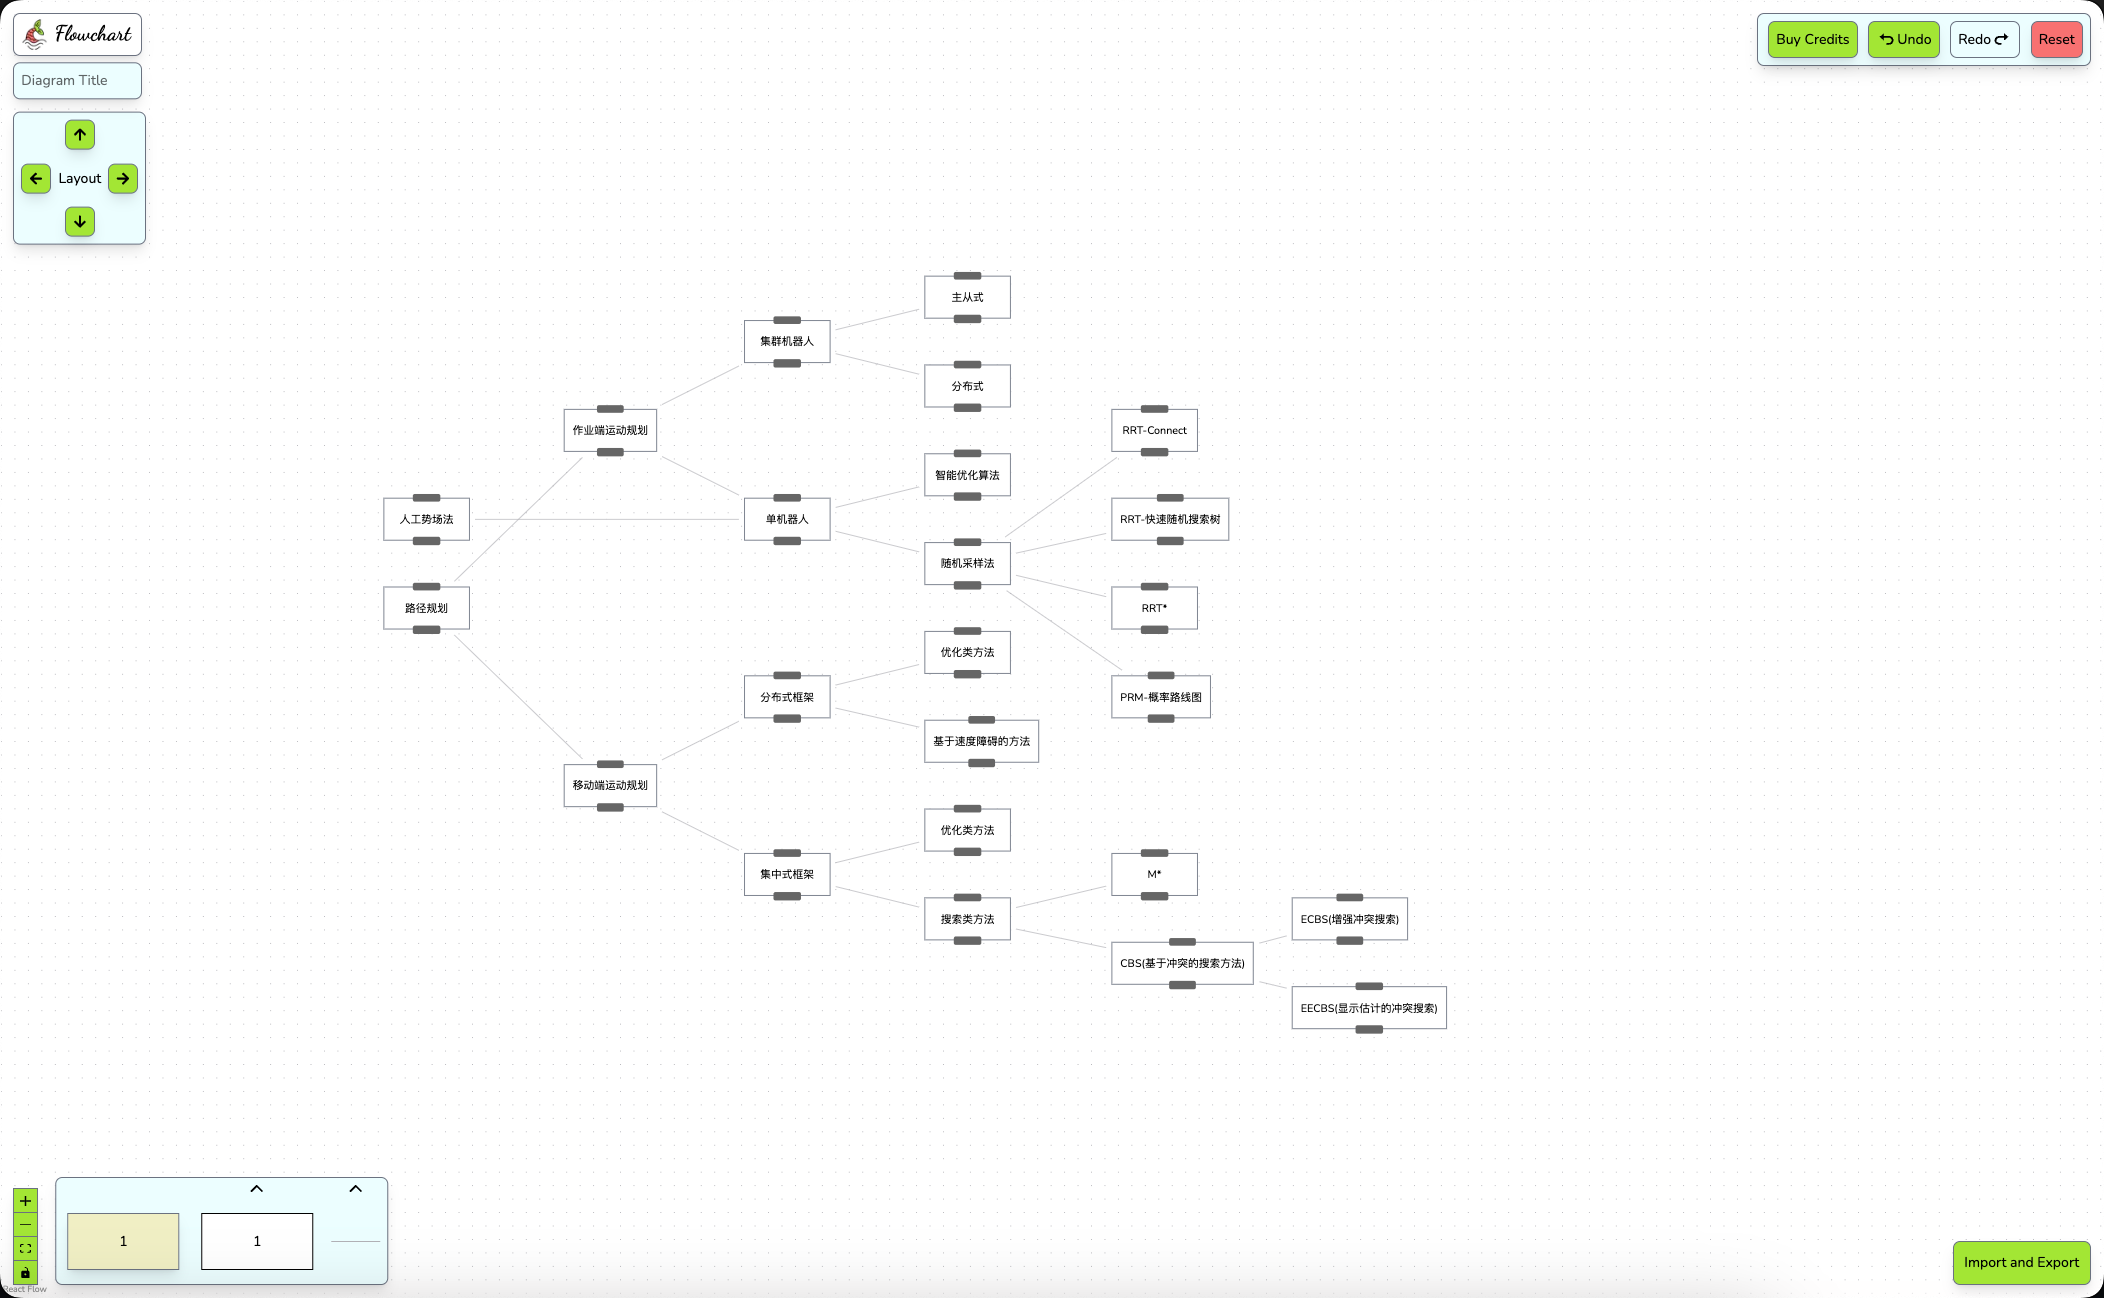 Flowchart
Diagram Title
Layout
Buy Credits
Undo
Redo
Reset
主从式
集群机器人
分布式
作业端运动规划
RRT-Connect
智能优化算法
人工势场法
单机器人
RRT-快速随机搜索树
随机采样法
路径规划
RRT*
优化类方法
分布式框架
PRM-概率路线图
基于速度障碍的方法
移动端运动规划
优化类方法
集中式框架
M*
搜索类方法
ECBS(增强冲突搜索)
CBS(基于冲突的搜索方法)
EECBS(显示估计的冲突搜索)
1
1
React Flow
Import and Export